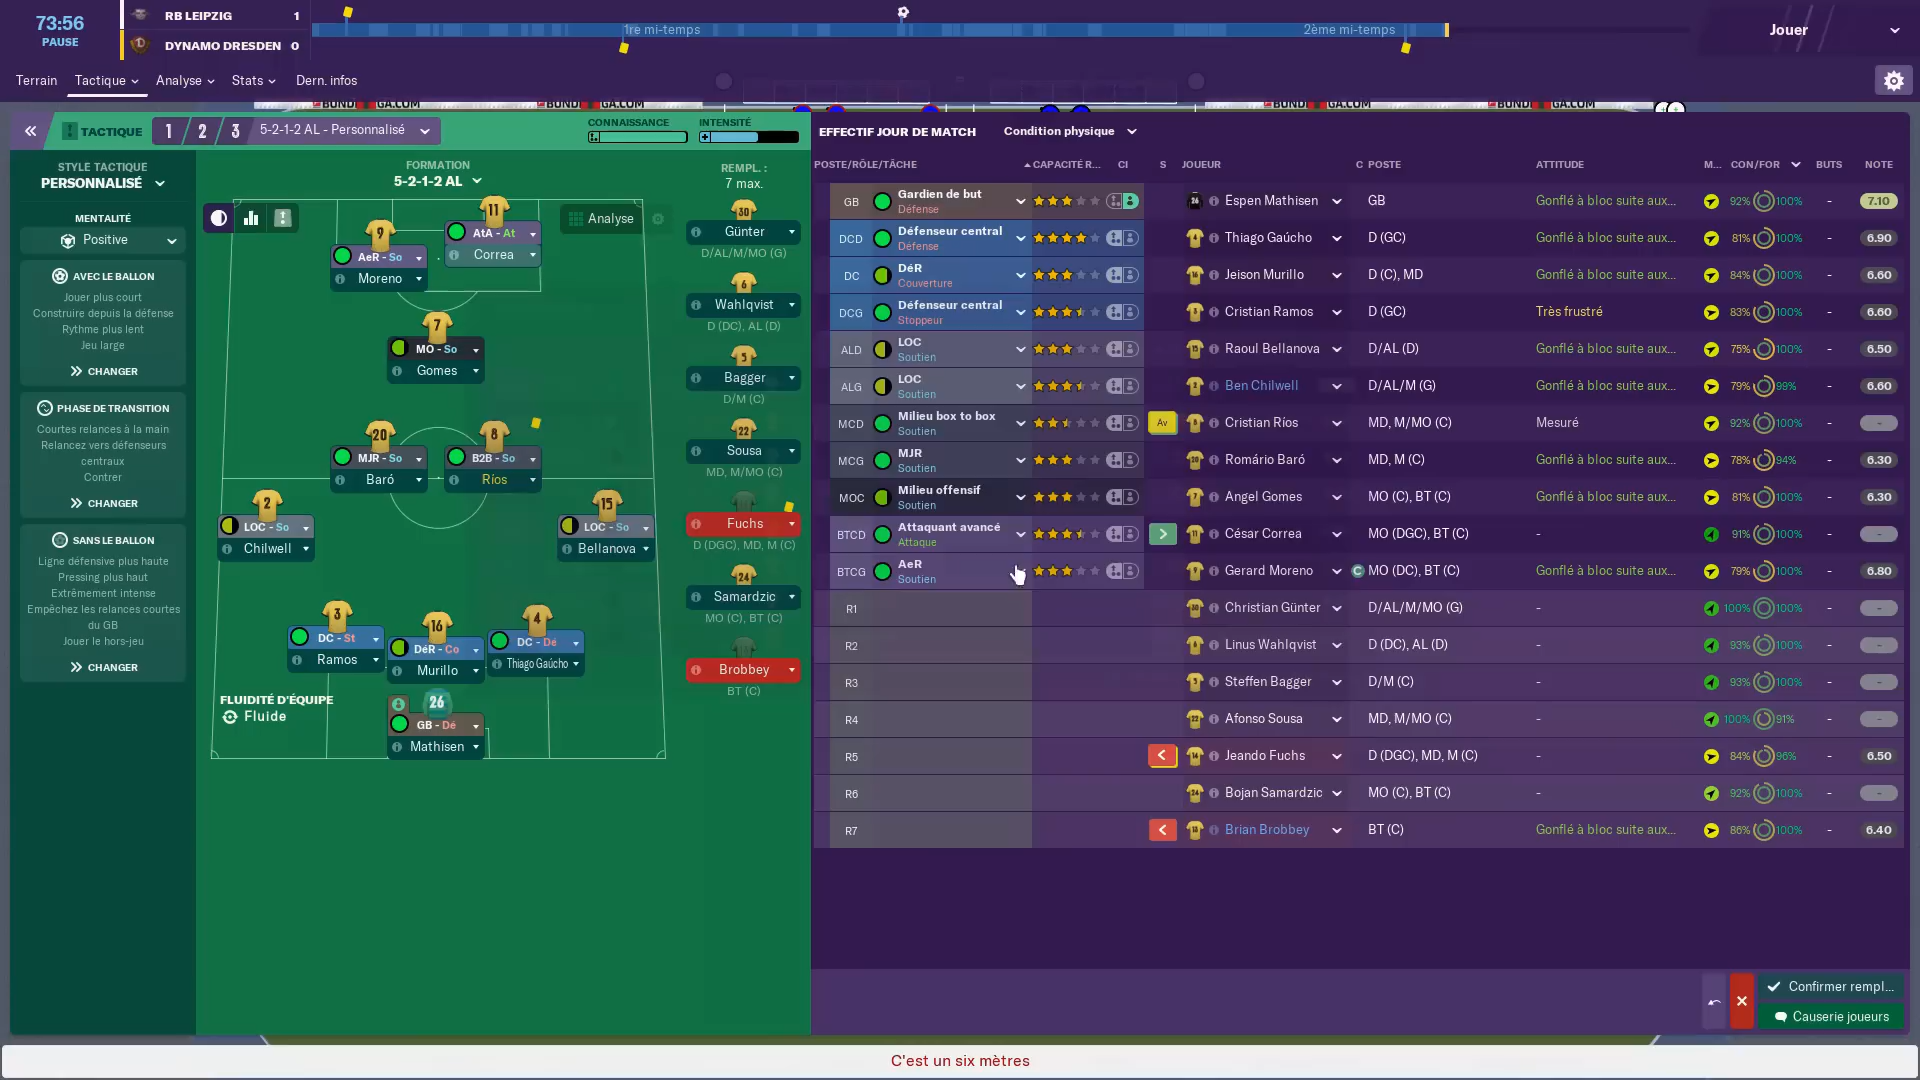 73:56
PAUSE
RB LEIPZIG 1
DYNAMO DRESDEN 0
1re mi-temps
2ème mi-temps
Jouer
Terrain Tactique Analyse Stats Dern. infos
TACTIQUE 1 2 3 5-2-1-2 AL - Personnalisé
CONNAISSANCE
INTENSITÉ
STYLE TACTIQUE
PERSONNALISÉ
MENTALITÉ
Positive
AVEC LE BALLON
Jouer plus court
Construire depuis la défense
Rythme plus lent
Jeu large
CHANGER
PHASE DE TRANSITION
Courtes relances à la main
Relancez vers défenseurs
centraux
Contrer
CHANGER
SANS LE BALLON
Ligne défensive plus haute
Pressing plus haut
Extrêmement intense
Empêchez les relances courtes
du GB
Jouer le hors-jeu
CHANGER
FORMATION
5-2-1-2 AL
Analyse
11
AtA - At
Correa
9
AeR - So
Moreno
7
MO - So
Gomes
20
MJR - So
Baró
8
B2B - So
Ríos
2
LOC - So
Chilwell
15
LOC - So
Bellanova
3
DC - St
Ramos
16
DéR - Co
Murillo
4
DC - Dé
Thiago Gaúcho
26
GB - Dé
Mathisen
FLUIDITÉ D'ÉQUIPE
Fluide
REMPL. :
7 max.
30
Günter
D/AL/M/MO (G)
6
Wahlqvist
D (DC), AL (D)
5
Bagger
D/M (C)
22
Sousa
MD, M/MO (C)
Fuchs
D (DGC), MD, M (C)
24
Samardzic
MO (C), BT (C)
Brobbey
BT (C)
EFFECTIF JOUR DE MATCH Condition physique
POSTE/RÔLE/TÂCHE CAPACITÉ R... CI S JOUEUR C POSTE ATTITUDE M... CON/FOR BUTS NOTE
GB Gardien de but Défense Espen Mathisen GB Gonflé à bloc suite aux... 92% 100% - 7.10
DCD Défenseur central Défense Thiago Gaúcho D (GC) Gonflé à bloc suite aux... 81% 100% - 6.90
DC DéR Couverture Jeison Murillo D (C), MD Gonflé à bloc suite aux... 84% 100% - 6.60
DCG Défenseur central Stoppeur Cristian Ramos D (GC) Très frustré 83% 100% - 6.60
ALD LOC Soutien Raoul Bellanova D/AL (D) Gonflé à bloc suite aux... 75% 100% - 6.50
ALG LOC Soutien Ben Chilwell D/AL/M (G) Gonflé à bloc suite aux... 79% 99% - 6.60
MCD Milieu box to box Soutien Av Cristian Ríos MD, M/MO (C) Mesuré 92% 100% - -
MCG MJR Soutien Romário Baró MD, M (C) Gonflé à bloc suite aux... 78% 94% - 6.30
MOC Milieu offensif Soutien Angel Gomes MO (C), BT (C) Gonflé à bloc suite aux... 81% 100% - 6.30
BTCD Attaquant avancé Attaque César Correa MO (DGC), BT (C) - 91% 100% - -
BTCG AeR Soutien Gerard Moreno C MO (DC), BT (C) Gonflé à bloc suite aux... 79% 100% - 6.80
R1 Christian Günter D/AL/M/MO (G) - 100% 100% - -
R2 Linus Wahlqvist D (DC), AL (D) - 93% 100% - -
R3 Steffen Bagger D/M (C) - 93% 100% - -
R4 Afonso Sousa MD, M/MO (C) - 100% 91% - -
R5 Jeando Fuchs D (DGC), MD, M (C) - 84% 96% - 6.50
R6 Bojan Samardzic MO (C), BT (C) - 92% 100% - -
R7 Brian Brobbey BT (C) Gonflé à bloc suite aux... 86% 100% - 6.40
Confirmer rempl...
Causerie joueurs
C'est un six mètres